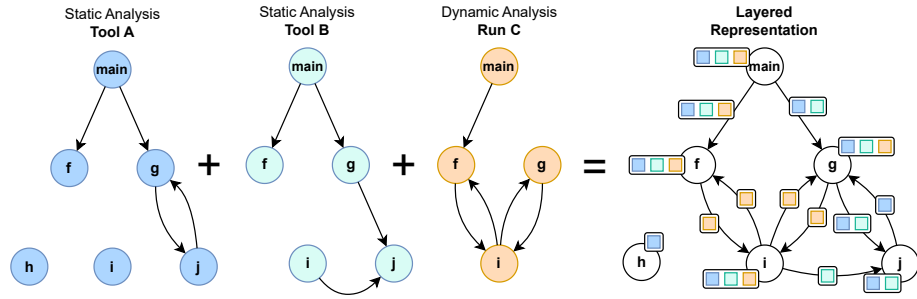 Static Analysis
Tool A
Static Analysis
Tool B
Dynamic Analysis
Run C
Layered
Representation
main
main
main
main
f
g
+
f
g
+
f
g
=
f
g
h
i
j
i
j
i
h
i
j